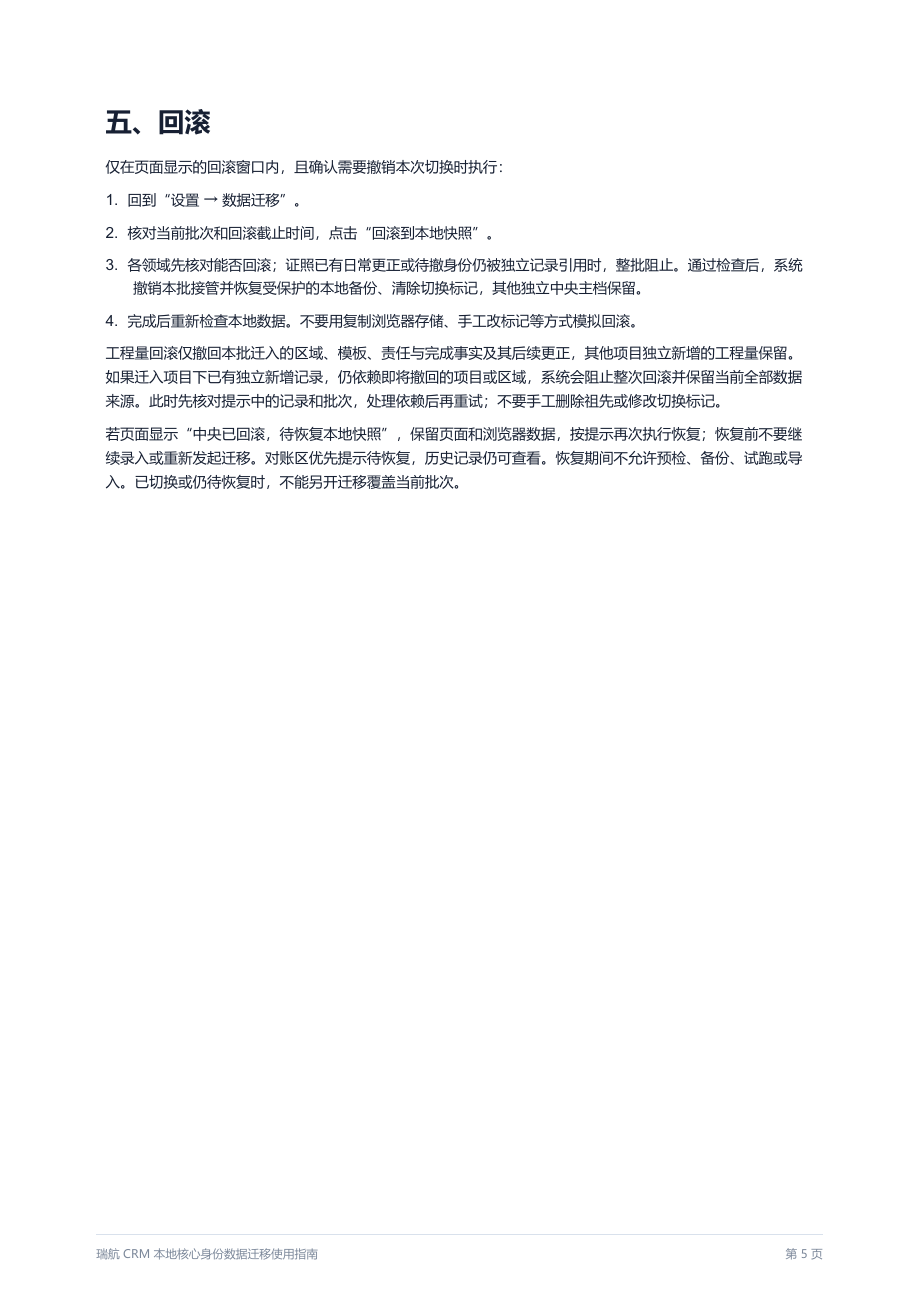 五、回滚
仅在页面显示的回滚窗口内，且确认需要撤销本次切换时执行：
1. 回到“设置 → 数据迁移”。
2. 核对当前批次和回滚截止时间，点击“回滚到本地快照”。
3. 各领域先核对能否回滚；证照已有日常更正或待撤身份仍被独立记录引用时，整批阻止。通过检查后，系统
撤销本批接管并恢复受保护的本地备份、清除切换标记，其他独立中央主档保留。
4. 完成后重新检查本地数据。不要用复制浏览器存储、手工改标记等方式模拟回滚。
工程量回滚仅撤回本批迁入的区域、模板、责任与完成事实及其后续更正，其他项目独立新增的工程量保留。
如果迁入项目下已有独立新增记录，仍依赖即将撤回的项目或区域，系统会阻止整次回滚并保留当前全部数据
来源。此时先核对提示中的记录和批次，处理依赖后再重试；不要手工删除祖先或修改切换标记。
若页面显示“中央已回滚，待恢复本地快照”，保留页面和浏览器数据，按提示再次执行恢复；恢复前不要继
续录入或重新发起迁移。对账区优先提示待恢复，历史记录仍可查看。恢复期间不允许预检、备份、试跑或导
入。已切换或仍待恢复时，不能另开迁移覆盖当前批次。
瑞航 CRM 本地核心身份数据迁移使用指南
第 5 页